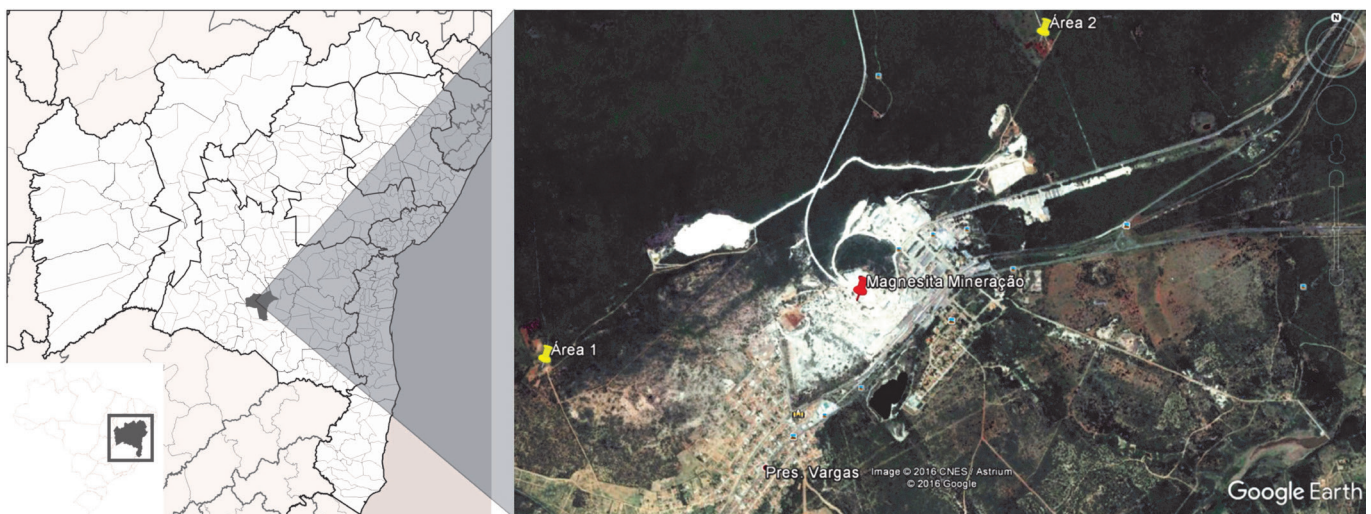 Área 2
N
Magnesita Mineração
Área 1
Pres. Vargas
Image © 2016 CNES / Astrium
© 2016 Google
Google Earth